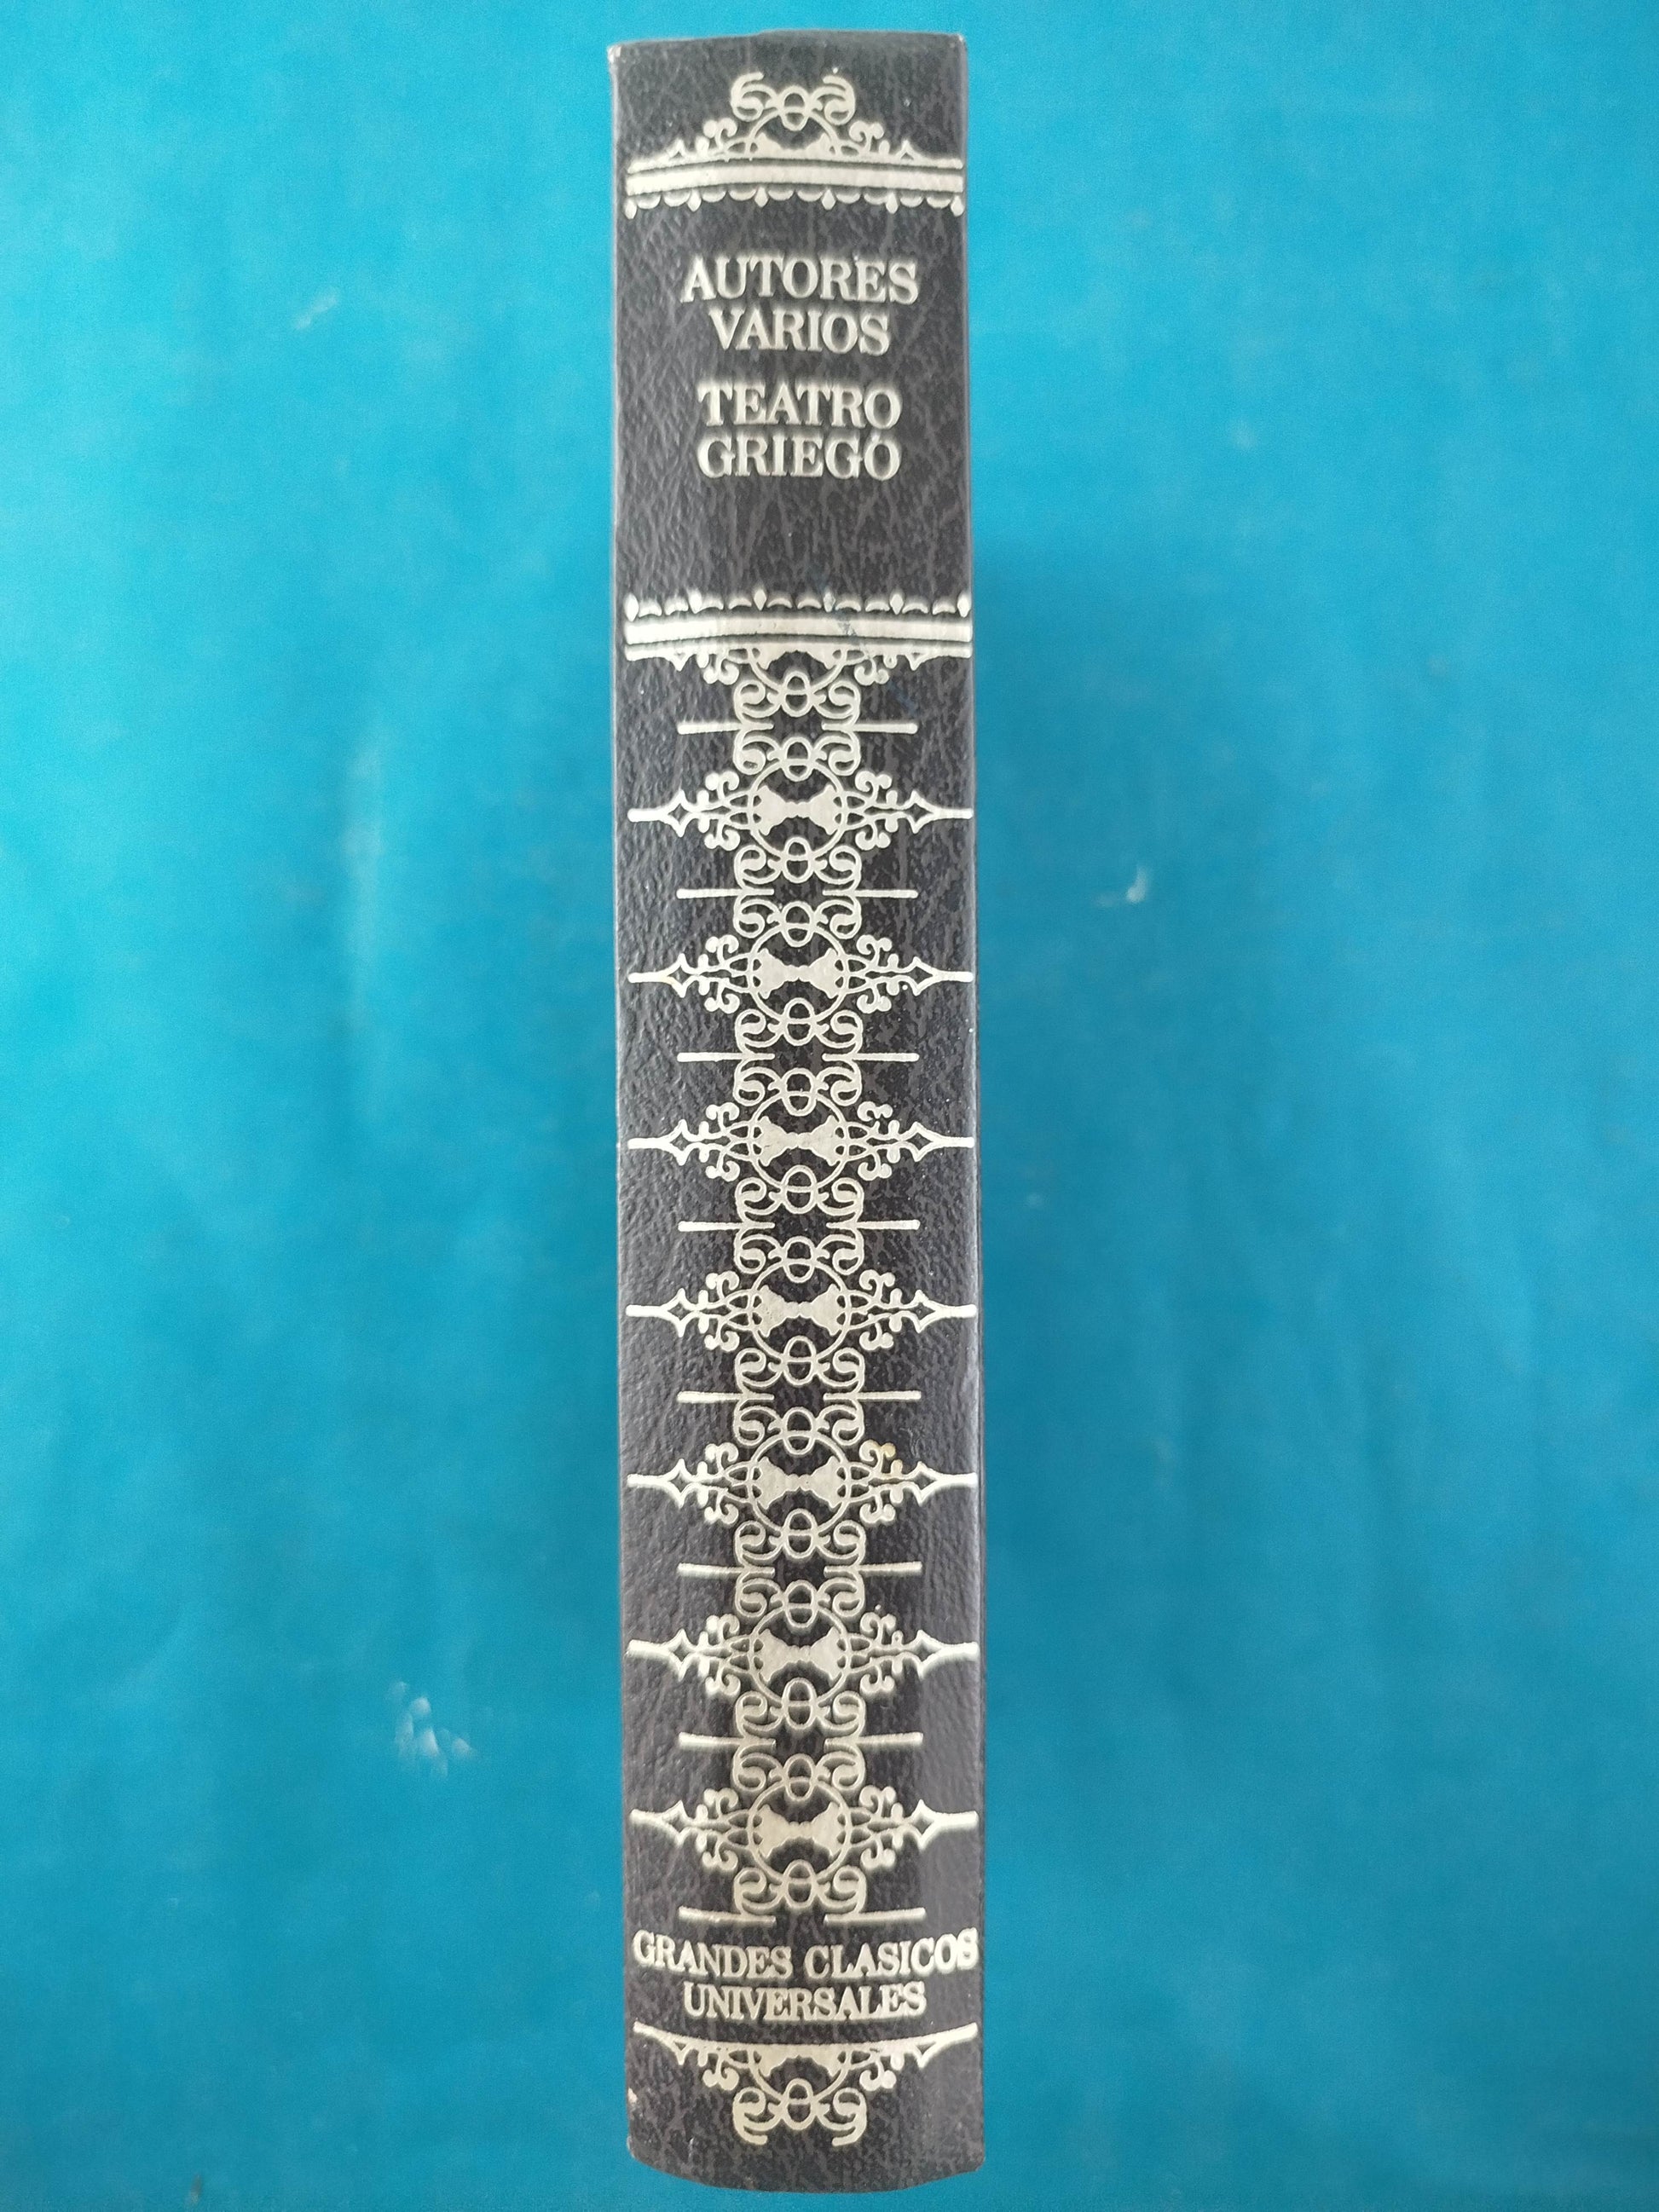 AUTORES
VARIOS
TEATRO
GRIEGO
GRANDES CLASICOS
UNIVERSALES